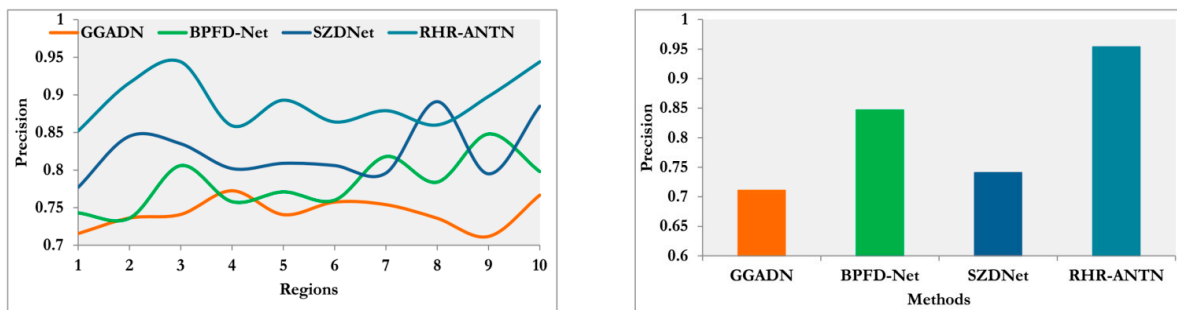 1
GGADN BPFD-Net SZDNet RHR-ANTN
0.95
0.9
0.85
0.8
0.75
0.7
Precision
1 2 3 4 5 6 7 8 9 10
Regions
1
0.95
0.9
0.85
0.8
0.75
0.7
0.65
0.6
Precision
GGADN BPFD-Net SZDNet RHR-ANTN
Methods